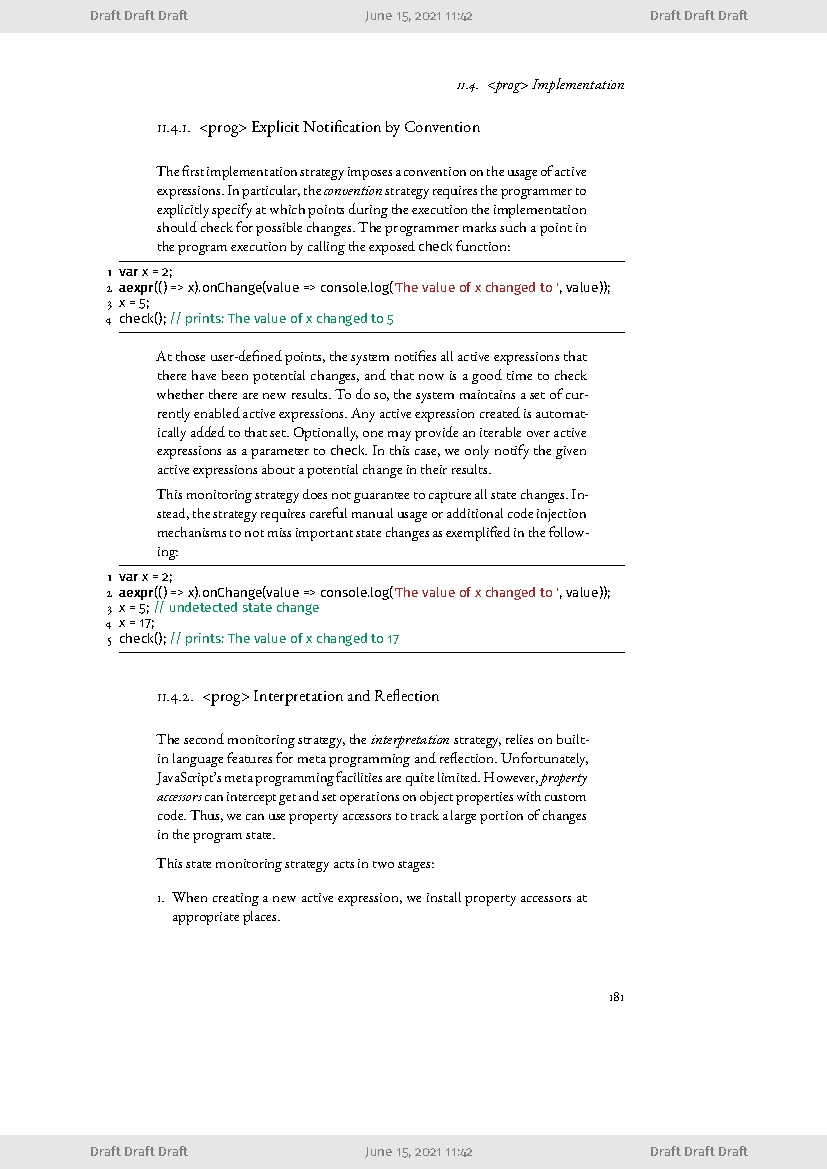 Draft Draft Draft June 15, 2021 11:42 Draft Draft Draft
11.4. <prog> Implementation
11.4.1. <prog> Explicit Notification by Convention
The first implementation strategy imposes a convention on the usage of active
expressions. In particular, the convention strategy requires the programmer to
explicitly specify at which points during the execution the implementation
should check for possible changes. The programmer marks such a point in
the program execution by calling the exposed check function:
1 var x = 2;
2 aexpr(() => x).onChange(value => console.log('The value of x changed to ', value));
3 x = 5;
4 check(); // prints: The value of x changed to 5
At those user-defined points, the system notifies all active expressions that
there have been potential changes, and that now is a good time to check
whether there are new results. To do so, the system maintains a set of cur-
rently enabled active expressions. Any active expression created is automat-
ically added to that set. Optionally, one may provide an iterable over active
expressions as a parameter to check. In this case, we only notify the given
active expressions about a potential change in their results.
This monitoring strategy does not guarantee to capture all state changes. In-
stead, the strategy requires careful manual usage or additional code injection
mechanisms to not miss important state changes as exemplified in the follow-
ing:
1 var x = 2;
2 aexpr(() => x).onChange(value => console.log('The value of x changed to ', value));
3 x = 5; // undetected state change
4 x = 17;
5 check(); // prints: The value of x changed to 17
11.4.2. <prog> Interpretation and Reflection
The second monitoring strategy, the interpretation strategy, relies on built-
in language features for meta programming and reflection. Unfortunately,
JavaScript's meta programming facilities are quite limited. However, property
accessors can intercept get and set operations on object properties with custom
code. Thus, we can use property accessors to track a large portion of changes
in the program state.
This state monitoring strategy acts in two stages:
1. When creating a new active expression, we install property accessors at
appropriate places.
181
Draft Draft Draft June 15, 2021 11:42 Draft Draft Draft